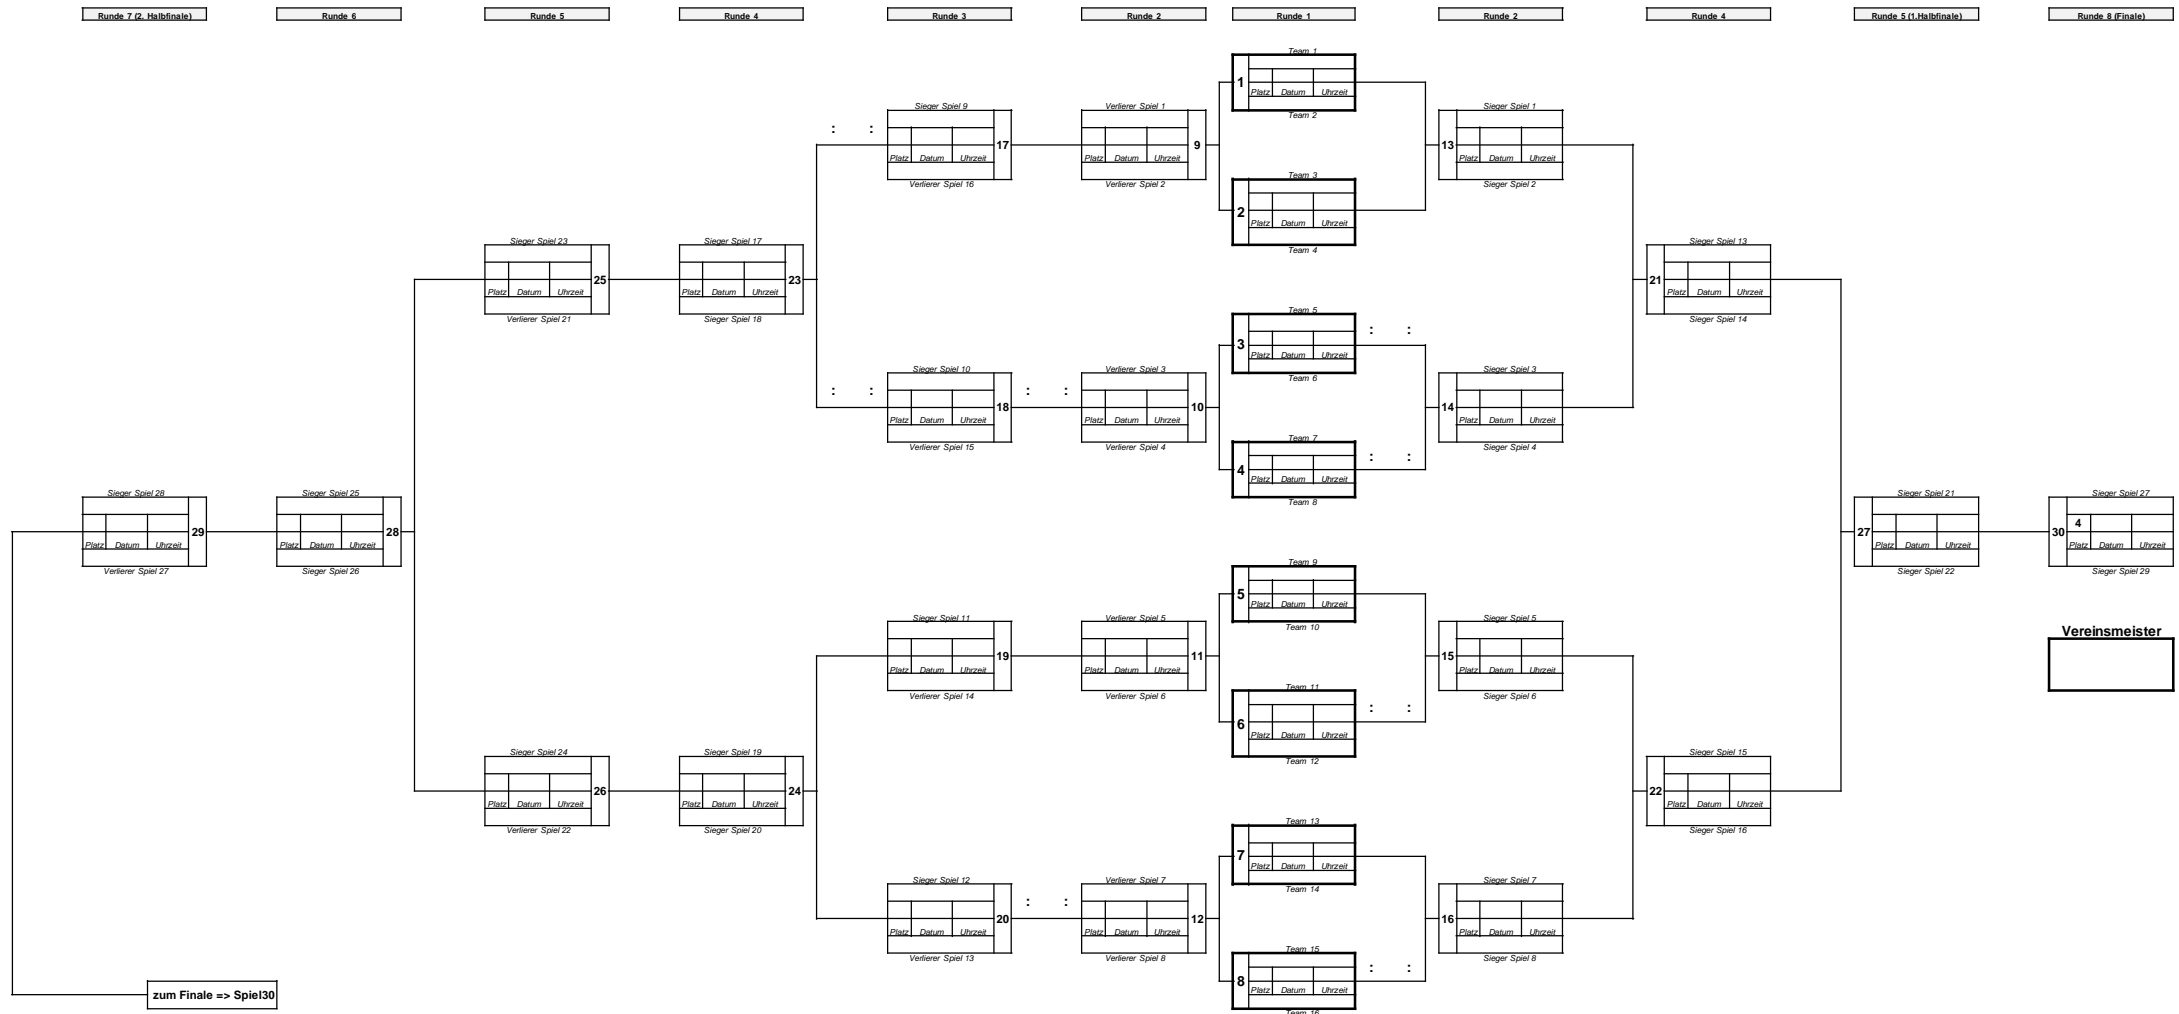 Runde 7 (2. Halbfinale) Runde 6 Runde 5 Runde 4 Runde 3 Runde 2 Runde 1 Runde 2 Runde 4 Runde 5 (1.Halbfinale) Runde 8 (Finale)
Team 1
1
Platz Datum Uhrzeit
Team 2
Sieger Spiel 9 Verlierer Spiel 1 Sieger Spiel 1
: :
17 9 13
Platz Datum Uhrzeit Platz Datum Uhrzeit Platz Datum Uhrzeit
Verlierer Spiel 16 Verlierer Spiel 2 Sieger Spiel 2
Team 3
2
Platz Datum Uhrzeit
Team 4
Sieger Spiel 23 Sieger Spiel 17 Sieger Spiel 13
25 23 21
Platz Datum Uhrzeit Platz Datum Uhrzeit Platz Datum Uhrzeit
Verlierer Spiel 21 Sieger Spiel 18 Sieger Spiel 14
Team 5
: :
3
Platz Datum Uhrzeit
Team 6
Sieger Spiel 10 Verlierer Spiel 3 Sieger Spiel 3
: : : :
18 10 14
Platz Datum Uhrzeit Platz Datum Uhrzeit Platz Datum Uhrzeit
Verlierer Spiel 15 Verlierer Spiel 4 Sieger Spiel 4
Team 7
: :
4
Platz Datum Uhrzeit
Team 8
Sieger Spiel 28 Sieger Spiel 25 Sieger Spiel 21 Sieger Spiel 27
4
29 28 27 30
Platz Datum Uhrzeit Platz Datum Uhrzeit Platz Datum Uhrzeit Platz Datum Uhrzeit
Verlierer Spiel 27 Sieger Spiel 26 Sieger Spiel 22 Sieger Spiel 29
Team 9
5
Platz Datum Uhrzeit
Team 10
Sieger Spiel 11 Verlierer Spiel 5 Sieger Spiel 5
Vereinsmeister
19 11 15
Platz Datum Uhrzeit Platz Datum Uhrzeit Platz Datum Uhrzeit
Verlierer Spiel 14 Verlierer Spiel 6 Sieger Spiel 6
Team 11
: :
6
Platz Datum Uhrzeit
Team 12
Sieger Spiel 24 Sieger Spiel 19 Sieger Spiel 15
26 24 22
Platz Datum Uhrzeit Platz Datum Uhrzeit Platz Datum Uhrzeit
Verlierer Spiel 22 Sieger Spiel 20 Sieger Spiel 16
Team 13
7
Platz Datum Uhrzeit
Team 14
Sieger Spiel 12 Verlierer Spiel 7 Sieger Spiel 7
: :
20 12 16
Platz Datum Uhrzeit Platz Datum Uhrzeit Platz Datum Uhrzeit
Verlierer Spiel 13 Verlierer Spiel 8 Sieger Spiel 8
Team 15
: :
8
Platz Datum Uhrzeit
zum Finale => Spiel30
Team 16